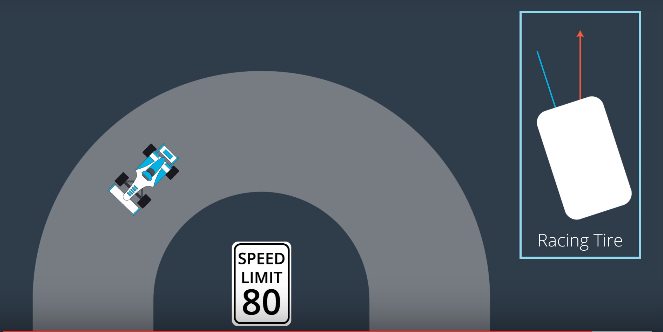 SPEED
LIMIT
80
Racing Tire